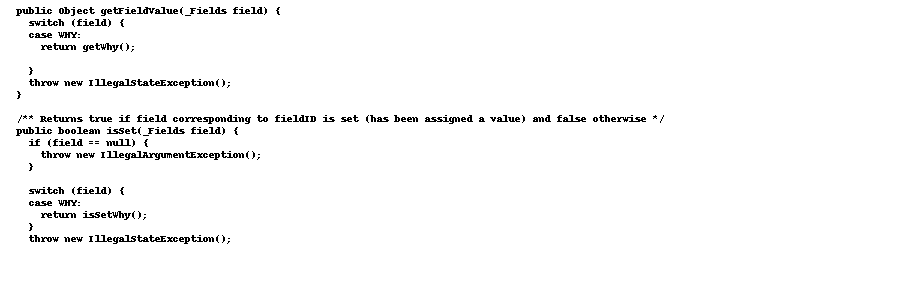 public Object getFieldValue(_Fields field) {
switch (field) {
case WHY:
return getWhy();
}
throw new IllegalStateException();
}
/** Returns true if field corresponding to fieldID is set (has been assigned a value) and false otherwise */
public boolean isSet(_Fields field) {
if (field == null) {
throw new IllegalArgumentException();
}
switch (field) {
case WHY:
return isSetWhy();
}
throw new IllegalStateException();